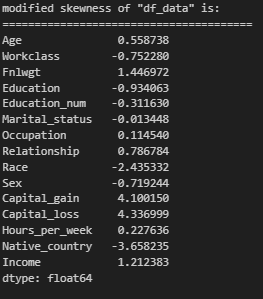 modified skewness of "df_data" is:
======================================
Age 0.558738
Workclass -0.752280
Fnlwgt 1.446972
Education -0.934063
Education_num -0.311630
Marital_status -0.013448
Occupation 0.114540
Relationship 0.786784
Race -2.435332
Sex -0.719244
Capital_gain 4.100150
Capital_loss 4.336999
Hours_per_week 0.227636
Native_country -3.658235
Income 1.212383
dtype: float64